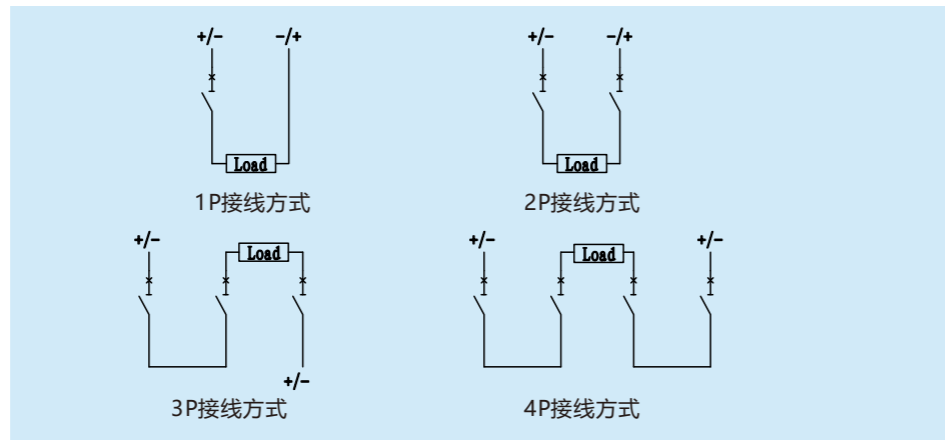 +/- -/+ +/- -/+
Load Load
1P接线方式 2P接线方式
+/- Load +/- Load +/-
+/-
3P接线方式 4P接线方式